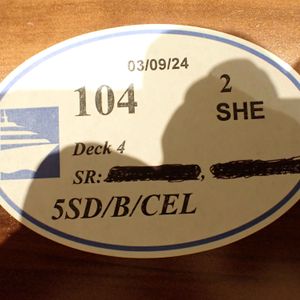 03/09/24
104 2
SHE
Deck 4
SR: ,
5SD/B/CEL